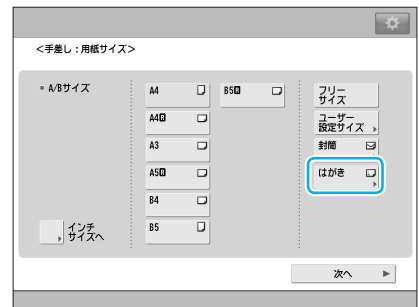 <手差し：用紙サイズ>
A/Bサイズ
A4
B5R
A4R
A3
A5R
B4
B5
フリー
サイズ
ユーザー
設定サイズ
封筒
はがき
インチ
サイズへ
次へ